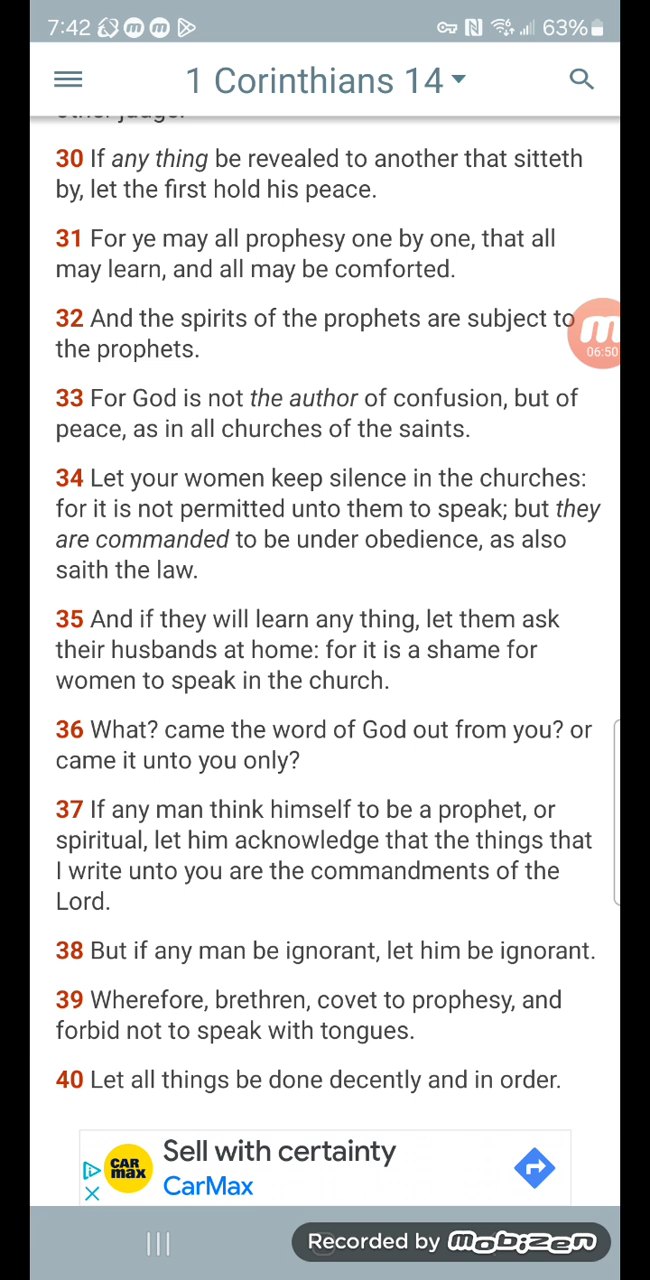 7:42 63%
1 Corinthians 14
30 If any thing be revealed to another that sitteth
by, let the first hold his peace.
31 For ye may all prophesy one by one, that all
may learn, and all may be comforted.
32 And the spirits of the prophets are subject to
the prophets.
06:50
33 For God is not the author of confusion, but of
peace, as in all churches of the saints.
34 Let your women keep silence in the churches:
for it is not permitted unto them to speak; but they
are commanded to be under obedience, as also
saith the law.
35 And if they will learn any thing, let them ask
their husbands at home: for it is a shame for
women to speak in the church.
36 What? came the word of God out from you? or
came it unto you only?
37 If any man think himself to be a prophet, or
spiritual, let him acknowledge that the things that
I write unto you are the commandments of the
Lord.
38 But if any man be ignorant, let him be ignorant.
39 Wherefore, brethren, covet to prophesy, and
forbid not to speak with tongues.
40 Let all things be done decently and in order.
CAR
max
Sell with certainty
CarMax
Recorded by mobizen